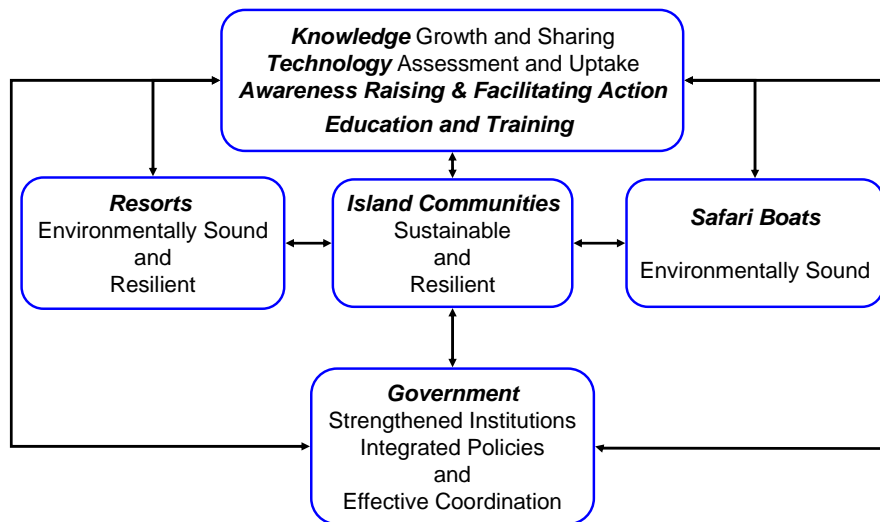 Knowledge Growth and Sharing
Technology Assessment and Uptake
Awareness Raising & Facilitating Action
Education and Training
Resorts
Environmentally Sound
and
Resilient
Island Communities
Sustainable
and
Resilient
Safari Boats
Environmentally Sound
Government
Strengthened Institutions
Integrated Policies
and
Effective Coordination